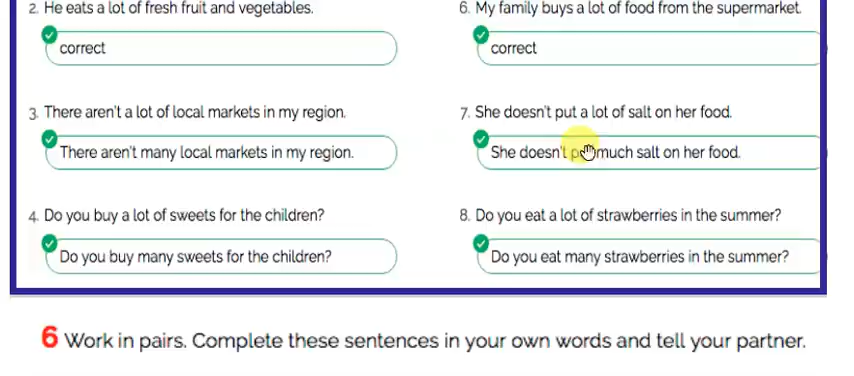 2. He eats a lot of fresh fruit and vegetables.
correct
3. There aren't a lot of local markets in my region.
There aren't many local markets in my region.
4. Do you buy a lot of sweets for the children?
Do you buy many sweets for the children?
6. My family buys a lot of food from the supermarket.
correct
7. She doesn't put a lot of salt on her food.
She doesn't put much salt on her food.
8. Do you eat a lot of strawberries in the summer?
Do you eat many strawberries in the summer?
6 Work in pairs. Complete these sentences in your own words and tell your partner.